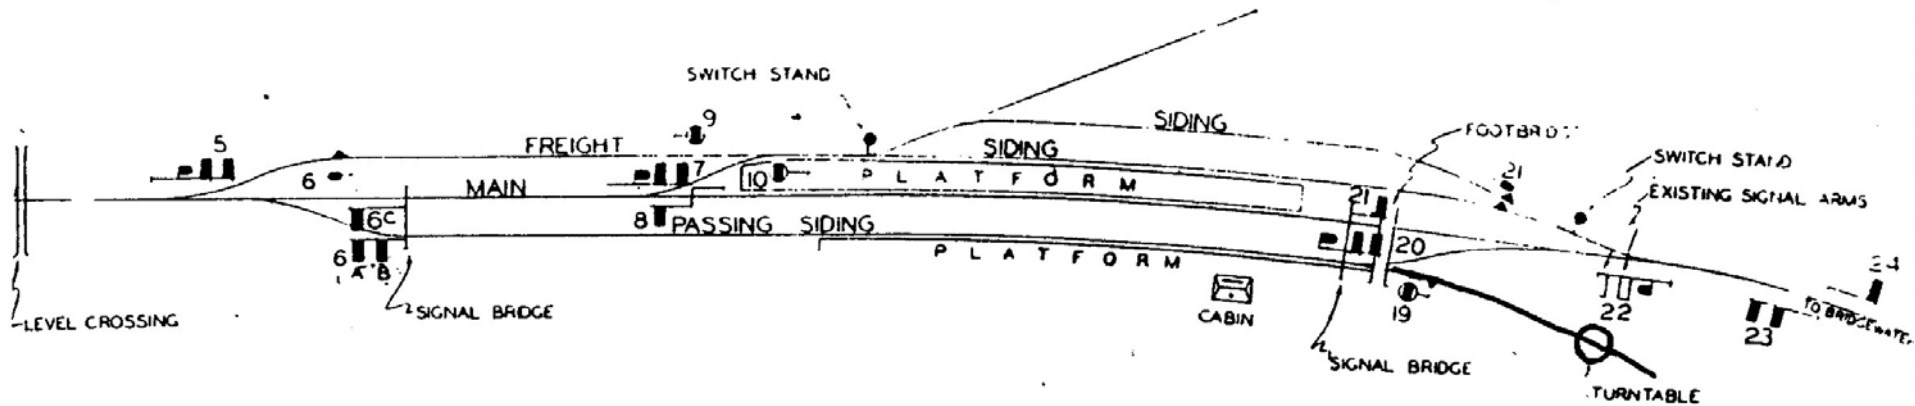 SWITCH STAND
9
5
FREIGHT
SIDING
SIDING
FOOTBRIDGE
SWITCH STAND
EXISTING SIGNAL ARMS
6
MAIN
7
10
PLATFORM
21
21
6C
8
PASSING SIDING
PLATFORM
20
24
6
A B
SIGNAL BRIDGE
LEVEL CROSSING
CABIN
19
22
23
TO BRIDGEWATER
SIGNAL BRIDGE
TURNTABLE